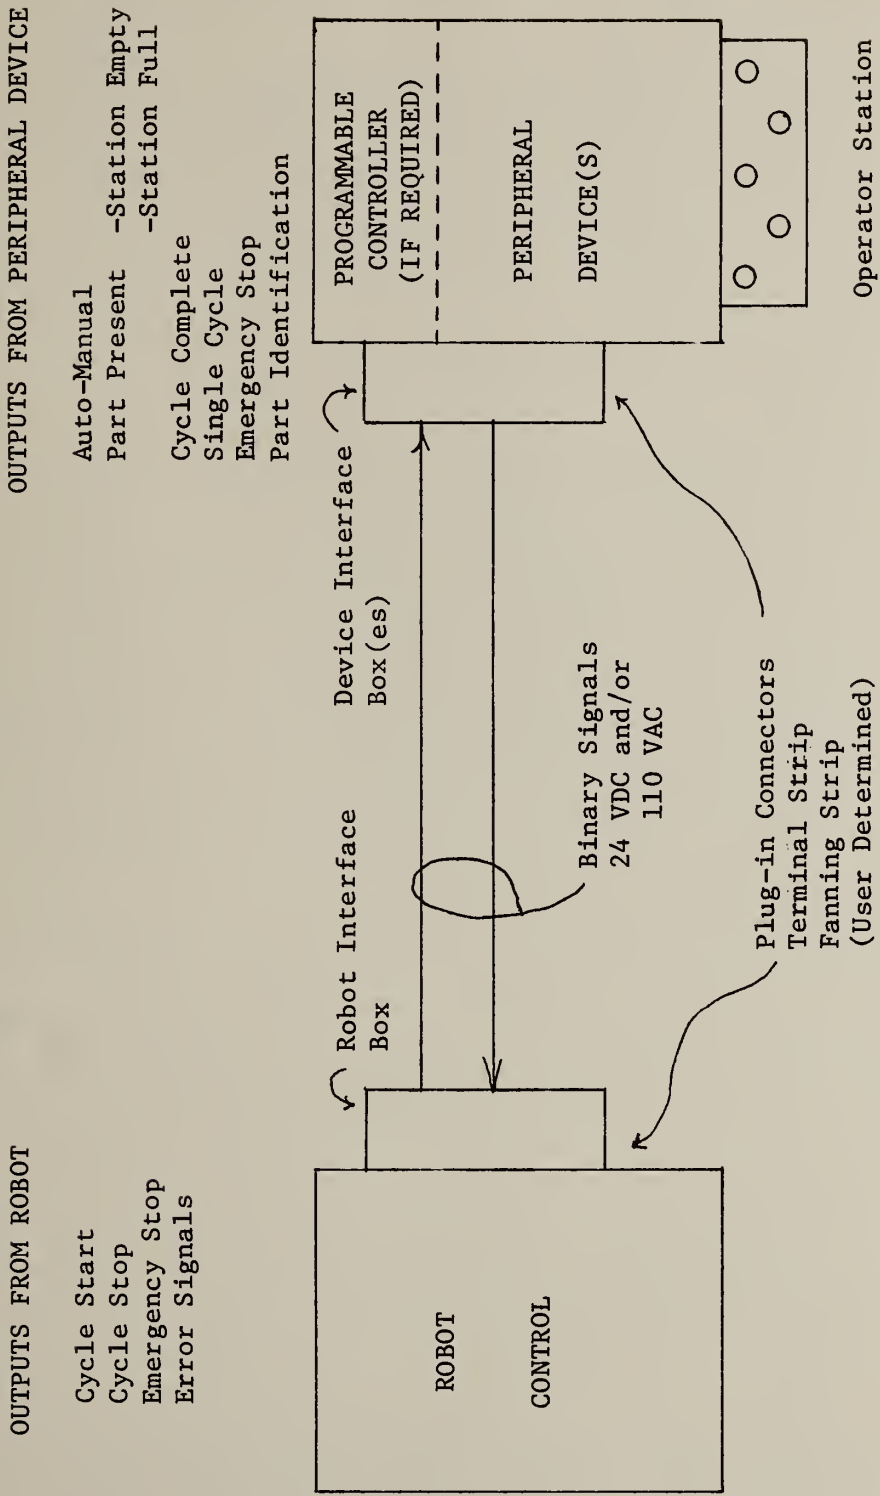 OUTPUTS FROM ROBOT
Cycle Start
Cycle Stop
Emergency Stop
Error Signals
OUTPUTS FROM PERIPHERAL DEVICE
Auto-Manual
Part Present -Station Empty
-Station Full
Cycle Complete
Single Cycle
Emergency Stop
Part Identification
Robot Interface
Box
Device Interface
Box(es)
ROBOT
CONTROL
PROGRAMMABLE
CONTROLLER
(IF REQUIRED)
PERIPHERAL
DEVICE(S)
Binary Signals
24 VDC and/or
110 VAC
Plug-in Connectors
Terminal Strip
Fanning Strip
(User Determined)
Operator Station